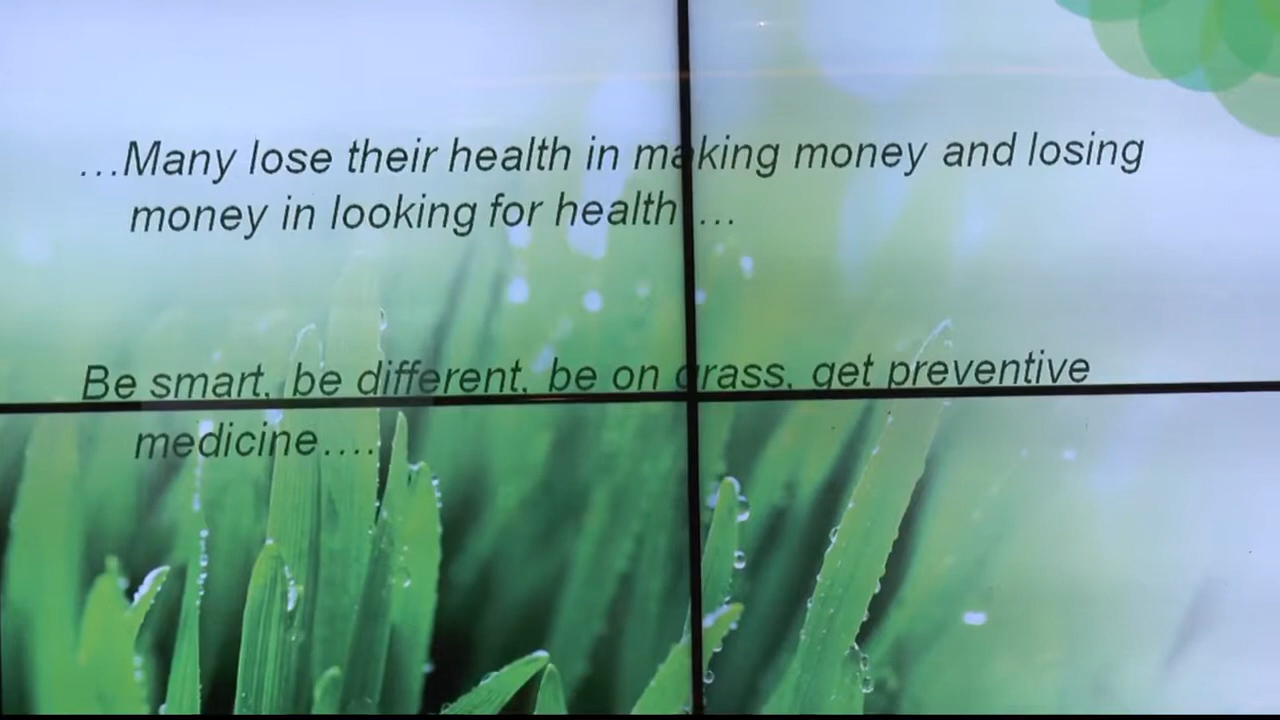 …Many lose their health in making money and losing
money in looking for health …
Be smart, be different, be on grass, get preventive
medicine….